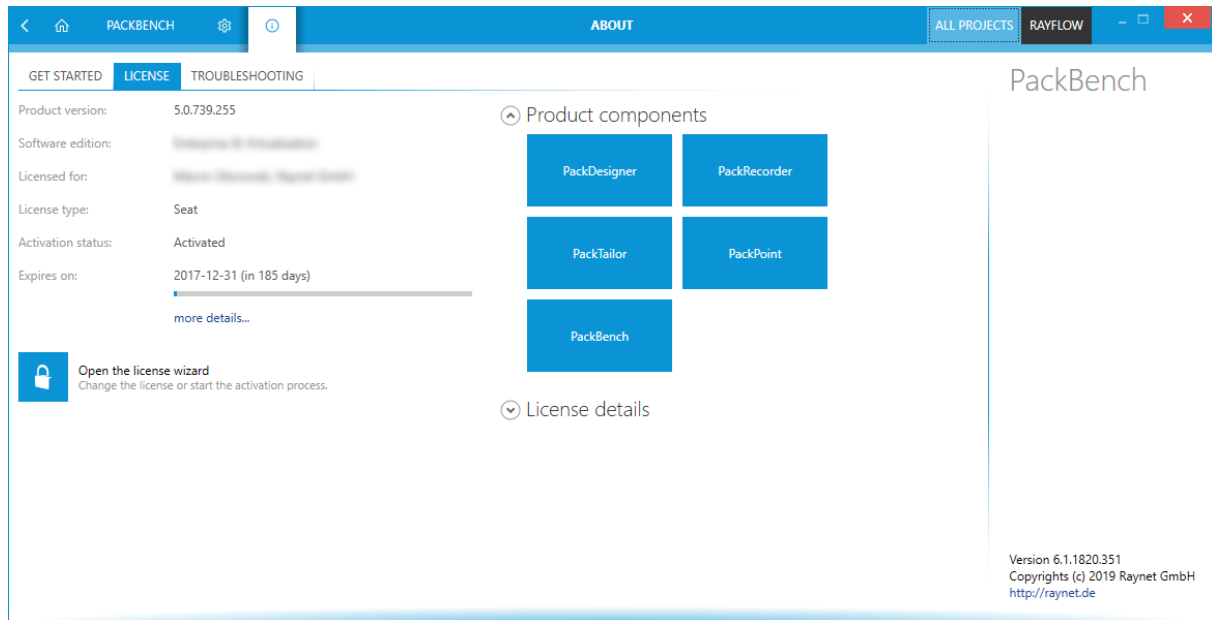 PACKBENCH
ABOUT
ALL PROJECTS
RAYFLOW
GET STARTED
LICENSE
TROUBLESHOOTING
Product version: 5.0.739.255
Software edition:
Licensed for:
License type: Seat
Activation status: Activated
Expires on: 2017-12-31 (in 185 days)
more details...
Open the license wizard
Change the license or start the activation process.
Product components
PackDesigner
PackRecorder
PackTailor
PackPoint
PackBench
License details
PackBench
Version 6.1.1820.351
Copyrights (c) 2019 Raynet GmbH
http://raynet.de